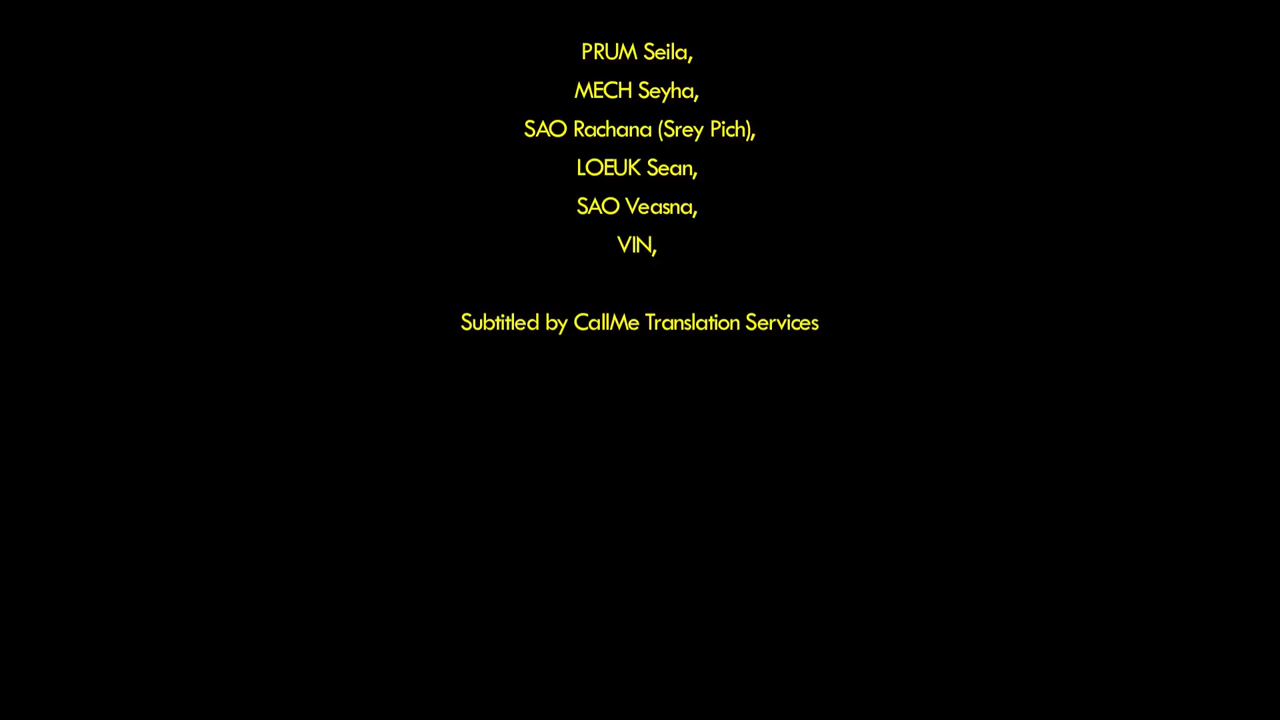 PRUM Seila,
MECH Seyha,
SAO Rachana (Srey Pich),
LOEUK Sean,
SAO Veasna,
VIN,
Subtitled by CallMe Translation Services